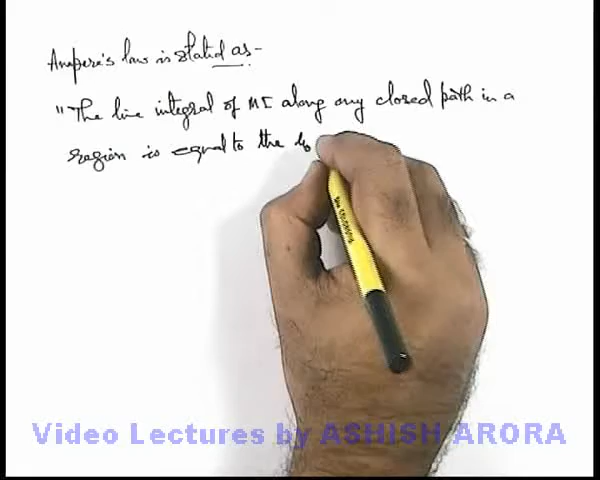 Ampere's law is stated as-
"The line integral of MI along any closed path in a
region is equal to the μ₀
Video Lectures by ASHISH ARORA